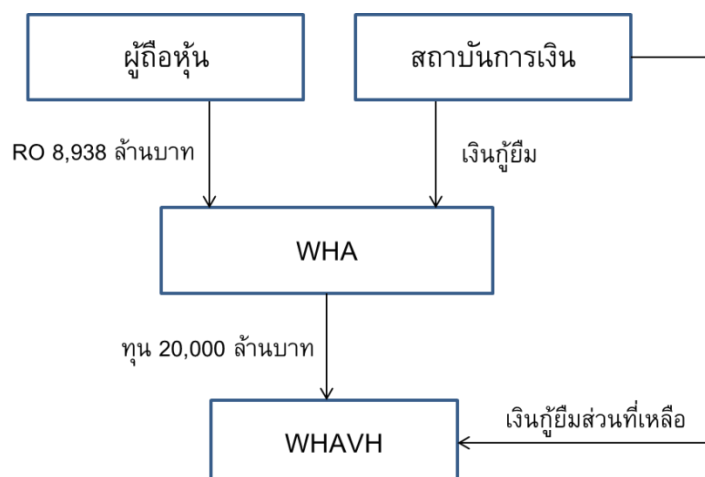 ผู้ถือหุ้น
สถาบันการเงิน
RO 8,938 ล้านบาท
เงินกู้ยืม
WHA
ทุน 20,000 ล้านบาท
เงินกู้ยืมส่วนที่เหลือ
WHAVH